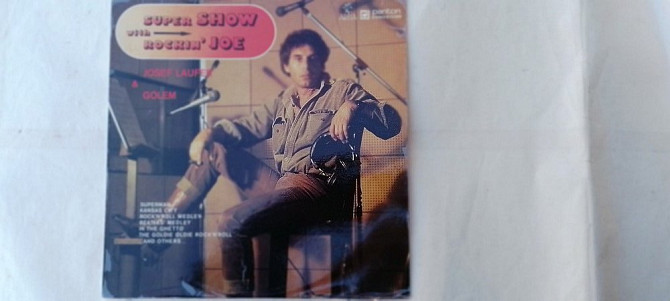 SUPER SHOW
with
ROCKIN' JOE
panton
JOSEF LAUFER
&
GOLEM
SUPERMAN
KANSAS CITY
ROCK'N'ROLL MEDLEY
MEDLEY
IN THE GHETTO
THE GOLDIE OLDIE ROCK'N'ROLL
AND OTHERS